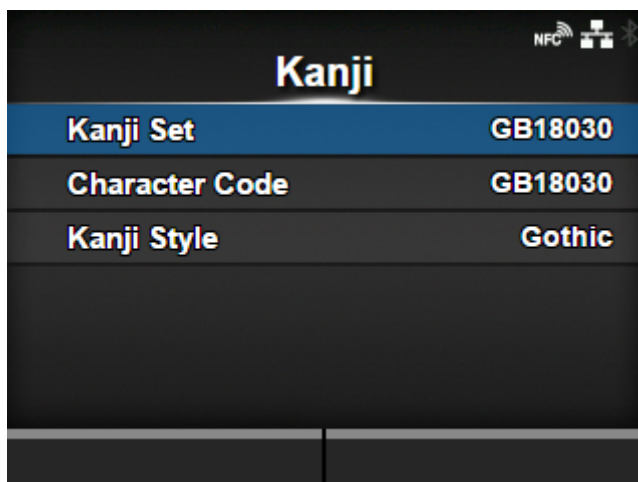 NFC
Kanji
Kanji Set GB18030
Character Code GB18030
Kanji Style Gothic